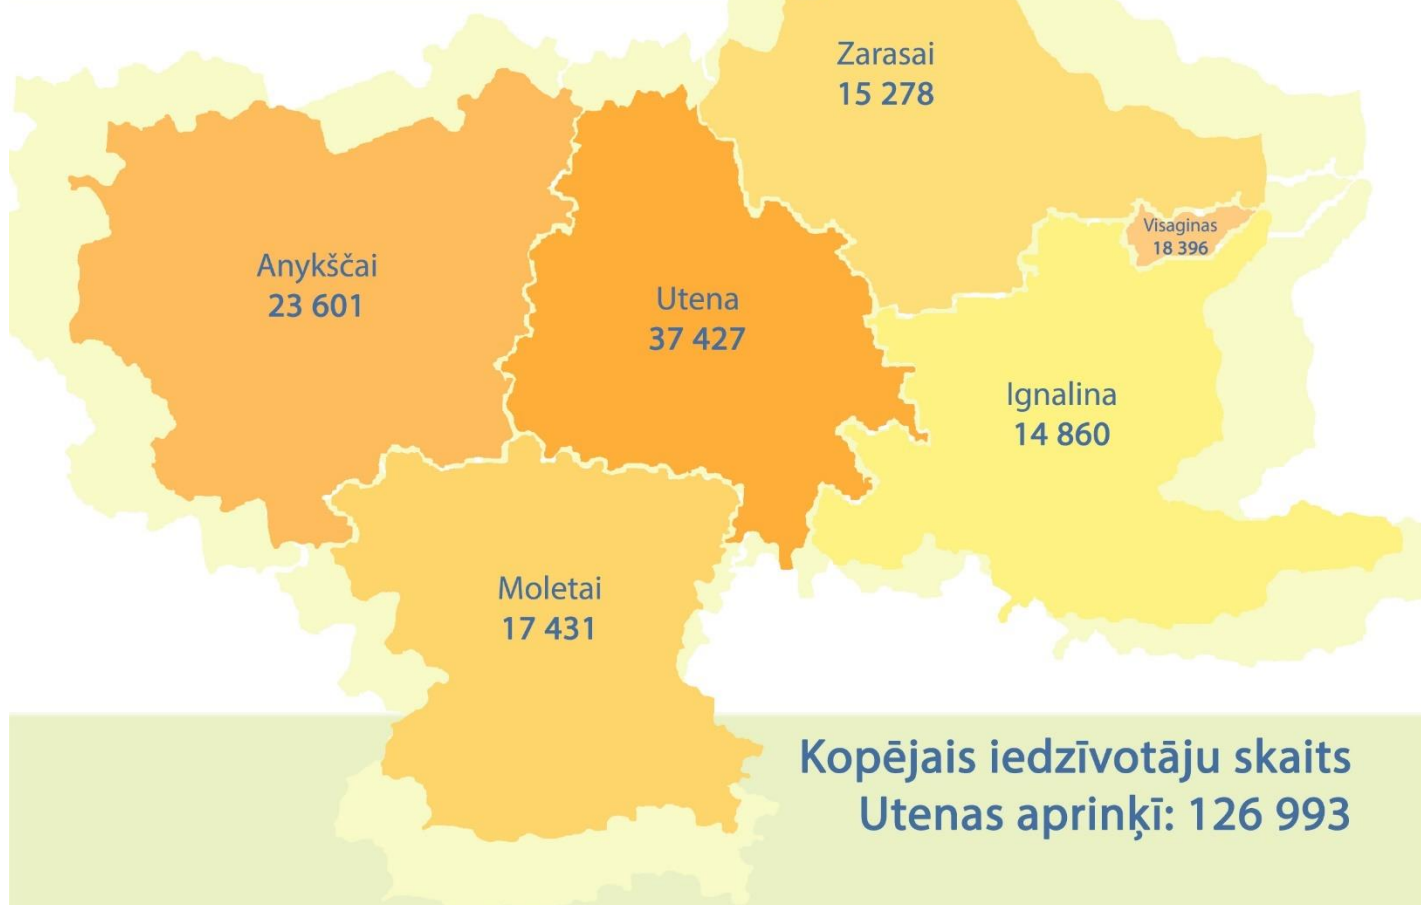 Zarasai
15 278
Visaginas
18 396
Anykščai
23 601
Utena
37 427
Ignalina
14 860
Moletai
17 431
Kopējais iedzīvotāju skaits
Utenas apriņķī: 126 993